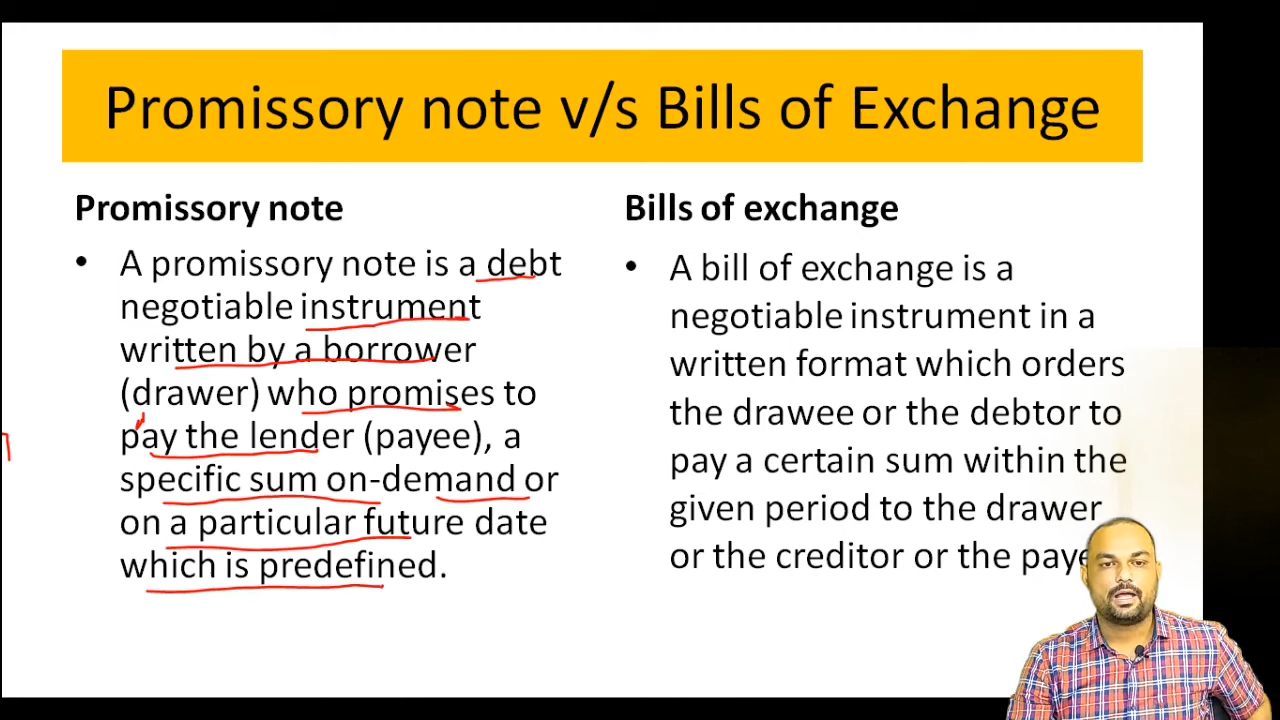 Promissory note v/s Bills of Exchange
Promissory note
• A promissory note is a debt
negotiable instrument
written by a borrower
(drawer) who promises to
pay the lender (payee), a
specific sum on-demand or
on a particular future date
which is predefined.
Bills of exchange
• A bill of exchange is a
negotiable instrument in a
written format which orders
the drawee or the debtor to
pay a certain sum within the
given period to the drawer
or the creditor or the